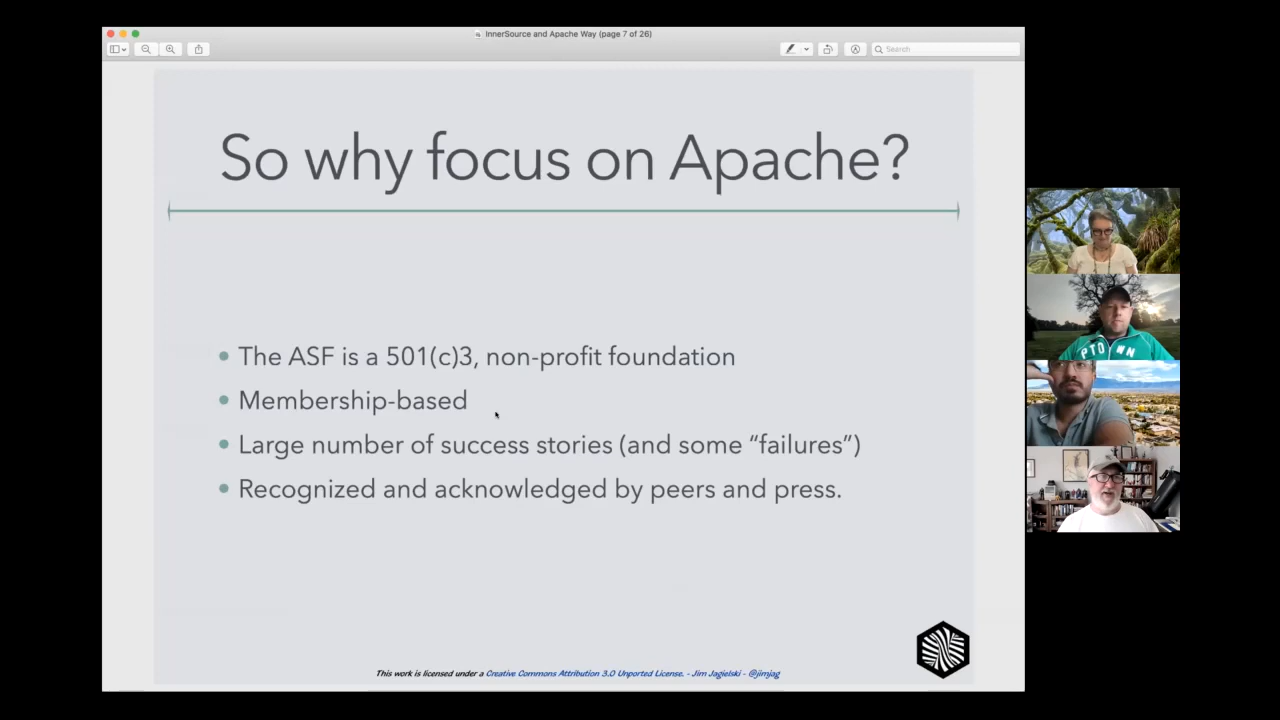 InnerSource and Apache Way (page 7 of 26)
Search
So why focus on Apache?
The ASF is a 501(c)3, non-profit foundation
Membership-based
Large number of success stories (and some “failures”)
Recognized and acknowledged by peers and press.
This work is licensed under a Creative Commons Attribution 3.0 Unported License. - Jim Jagielski - @jimjag
PTOWN